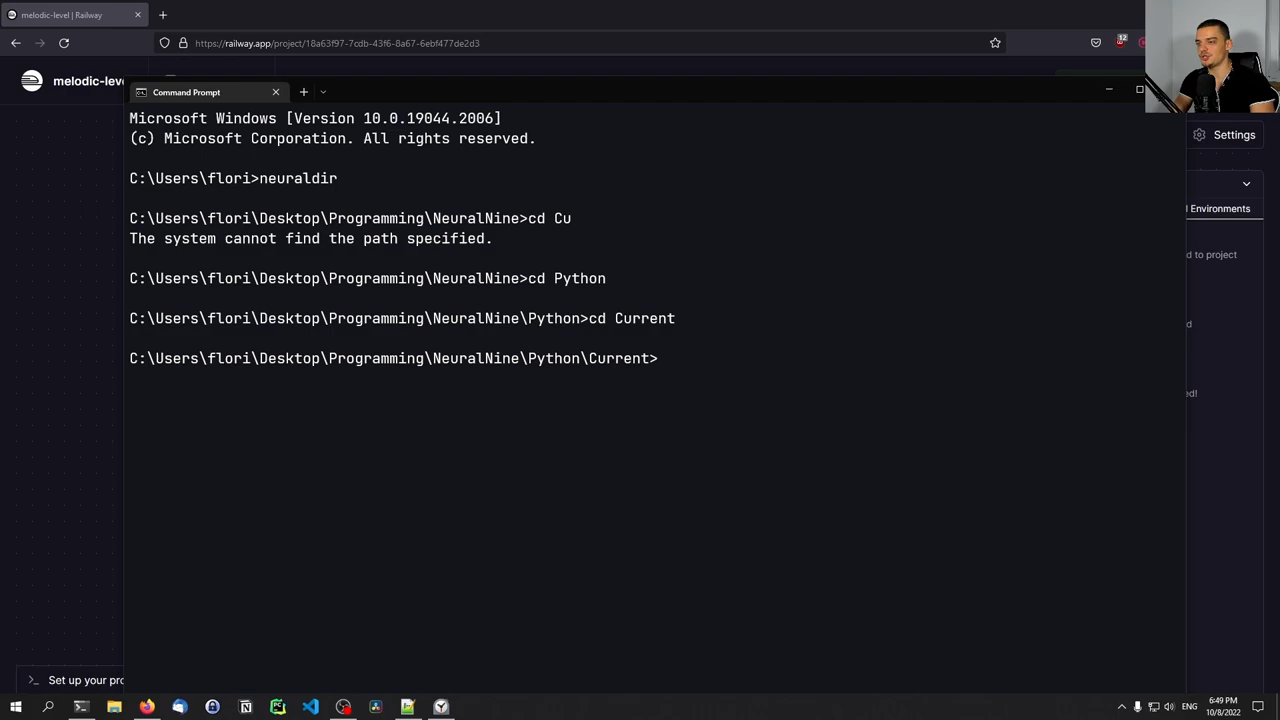 melodic-level | Railway
https://railway.app/project/18a63f97-7cdb-43f6-8a67-6ebf477de2d3
12
melodic-leve
Command Prompt
Microsoft Windows [Version 10.0.19044.2006]
(c) Microsoft Corporation. All rights reserved.
C:\Users\flori>neuraldir
C:\Users\flori\Desktop\Programming\NeuralNine>cd Cu
The system cannot find the path specified.
C:\Users\flori\Desktop\Programming\NeuralNine>cd Python
C:\Users\flori\Desktop\Programming\NeuralNine\Python>cd Current
C:\Users\flori\Desktop\Programming\NeuralNine\Python\Current>
Settings
Environments
d to project
d
ed!
Set up your pro
ENG
6:49 PM
10/8/2022